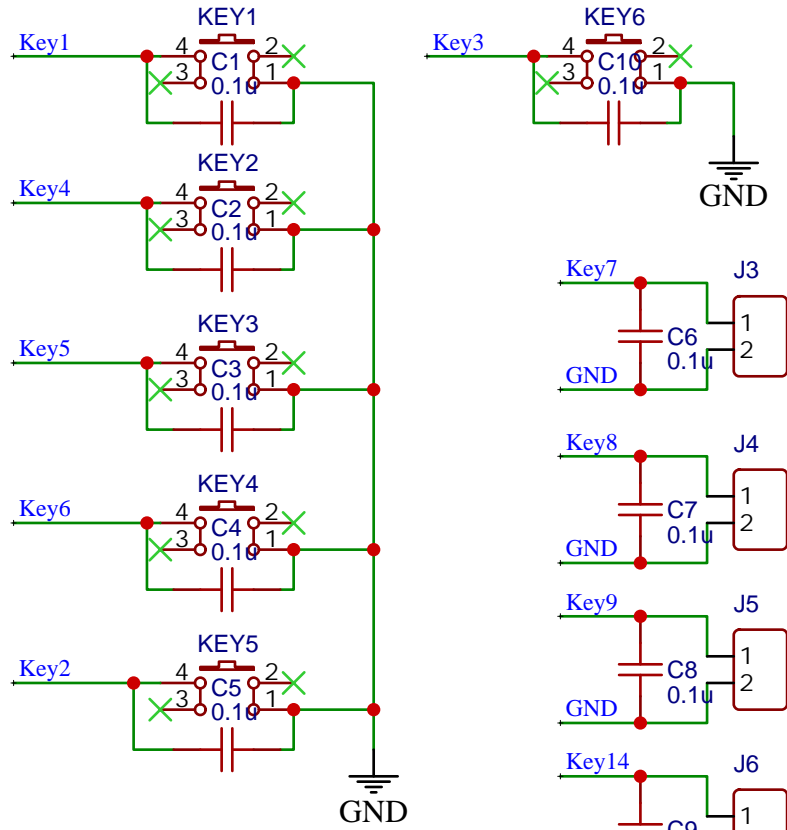 KEY1
Key1
4
2
3
C1
1
0.1u
KEY2
Key4
4
2
3
C2
1
0.1u
KEY3
Key5
4
2
3
C3
1
0.1u
KEY4
Key6
4
2
3
C4
1
0.1u
KEY5
Key2
4
2
3
C5
1
0.1u
GND
KEY6
Key3
4
2
3
C10
1
0.1u
GND
J3
Key7
1
C6
2
0.1u
GND
J4
Key8
1
C7
2
0.1u
GND
J5
Key9
1
C8
2
0.1u
GND
J6
Key14
1
C9